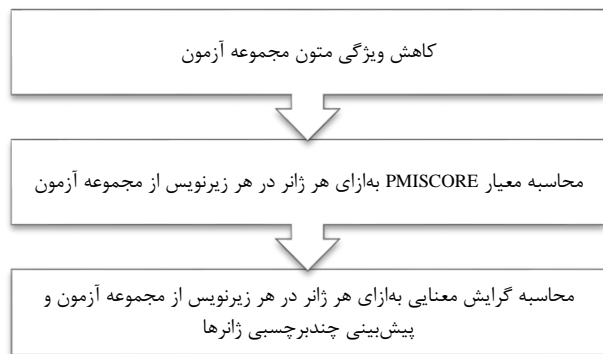 کاهش ویژگی متون مجموعه آزمون
محاسبه معیار PMISCORE به‌ازای هر ژانر در هر زیرنویس از مجموعه آزمون
محاسبه گرایش معنایی به‌ازای هر ژانر در هر زیرنویس از مجموعه آزمون و
پیش‌بینی چندبرچسبی ژانرها